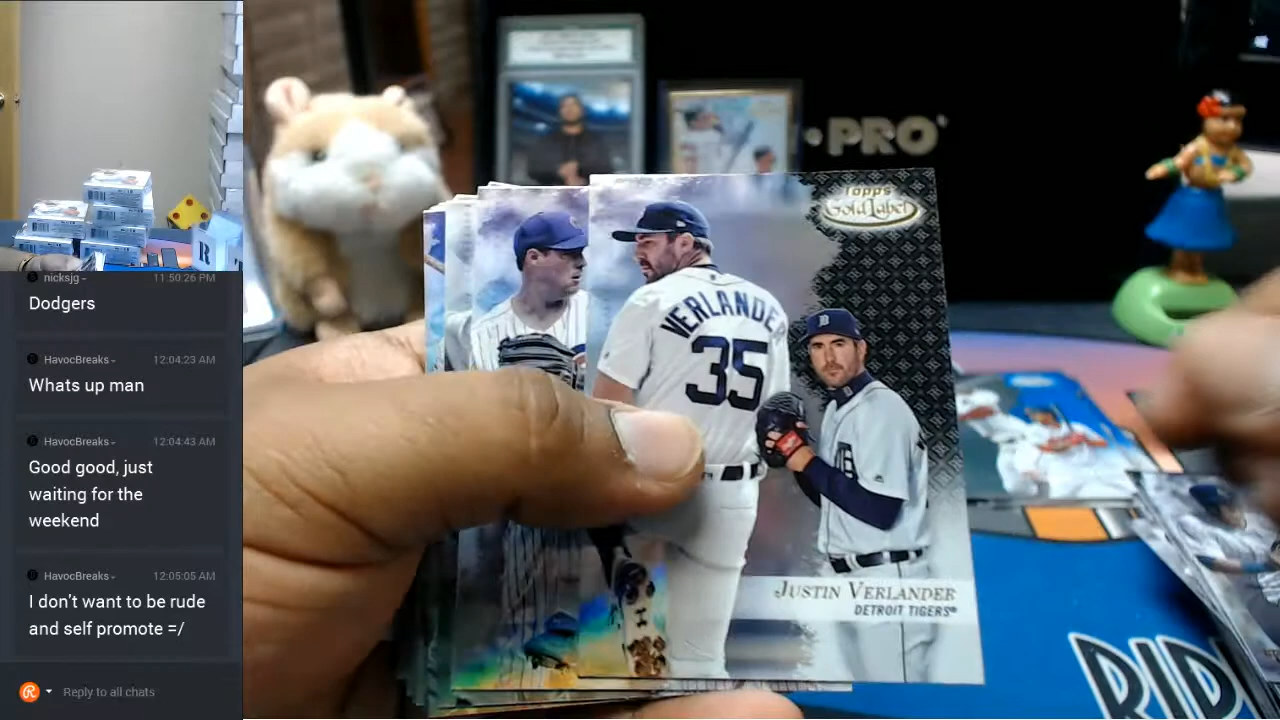 nicksjg
11:50:26 PM
Dodgers
HavocBreaks
12:04:23 AM
Whats up man
HavocBreaks
12:04:43 AM
Good good, just
waiting for the
weekend
HavocBreaks
12:05:05 AM
I don't want to be rude
and self promote =/
Reply to all chats
PRO
Topps
Gold Label
VERLANDE
35
JUSTIN VERLANDER
DETROIT TIGERS®
R